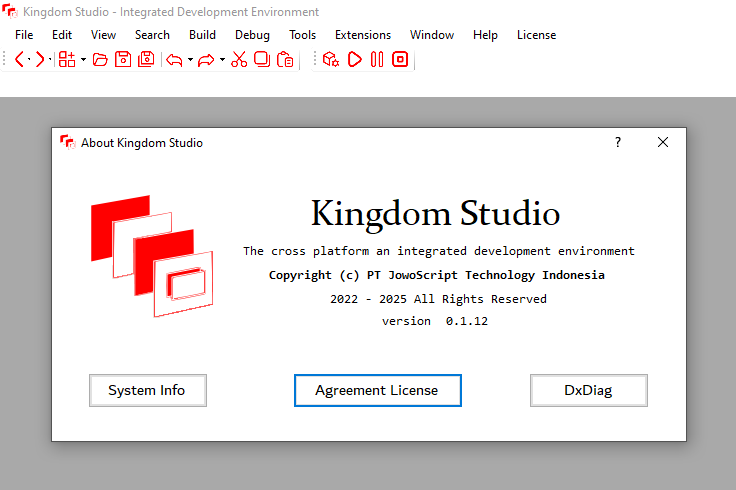 Kingdom Studio - Integrated Development Environment
File Edit View Search Build Debug Tools Extensions Window Help License
About Kingdom Studio ?
Kingdom Studio
The cross platform an integrated development environment
Copyright (c) PT JowoScript Technology Indonesia
2022 - 2025 All Rights Reserved
version 0.1.12
System Info Agreement License DxDiag